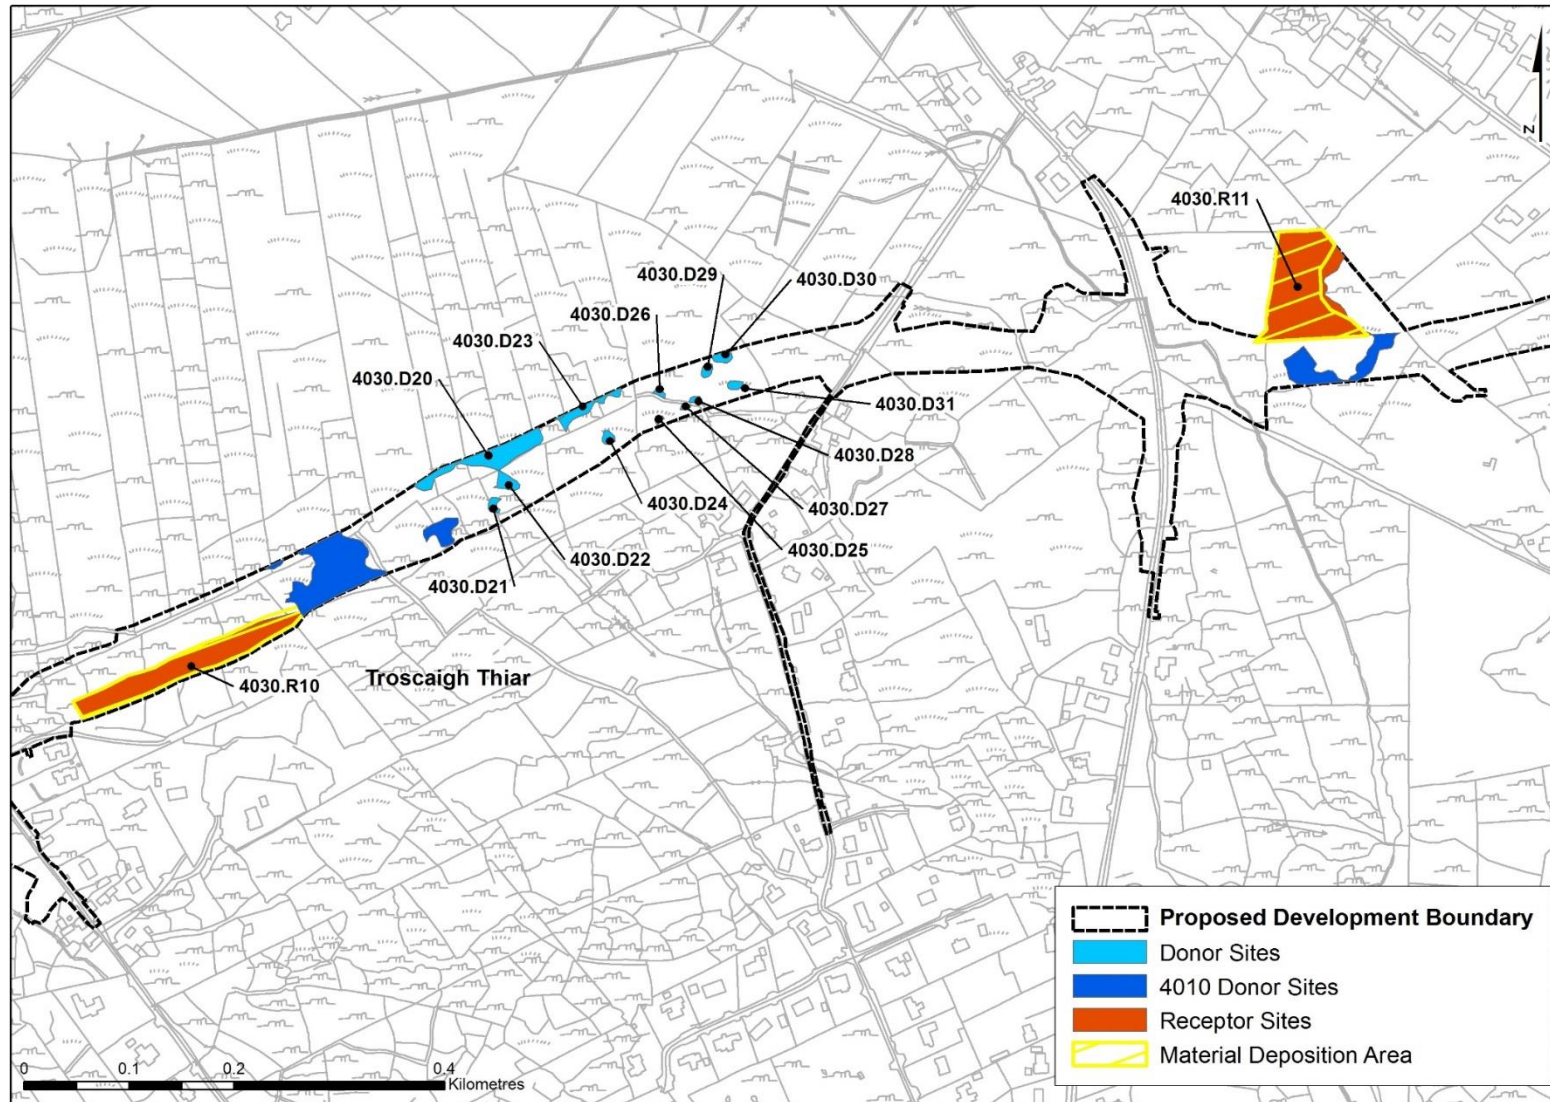 4030.R11
4030.D29
4030.D30
4030.D26
4030.D23
4030.D20
4030.D31
4030.D28
4030.D24
4030.D27
4030.D25
4030.D22
4030.D21
Troscaigh Thiar
4030.R10
N
Proposed Development Boundary
Donor Sites
4010 Donor Sites
Receptor Sites
Material Deposition Area
0 0.1 0.2 0.4
Kilometres